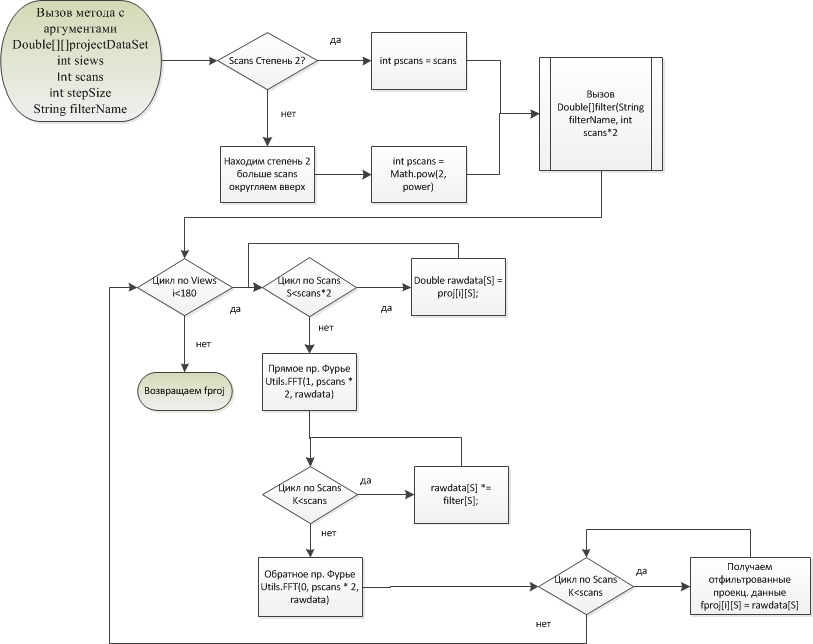 Вызов метода с
аргументами
Double[][]projectDataSet
int siews
Int scans
int stepSize
String filterName
Scans Степень 2?
да
int pscans = scans
нет
Находим степень 2
больше scans
округляем вверх
int pscans =
Math.pow(2,
power)
Вызов
Double[]filter(String
filterName, int
scans*2
Цикл по Views
i<180
да
нет
Возвращаем fproj
Цикл по Scans
S<scans*2
да
нет
Double rawdata[S] =
proj[i][S];
Прямое пр. Фурье
Utils.FFT(1, pscans *
2, rawdata)
Цикл по Scans
K<scans
да
нет
rawdata[S] *=
filter[S];
Обратное пр. Фурье
Utils.FFT(0, pscans * 2,
rawdata)
Цикл по Scans
K<scans
да
нет
Получаем
отфильтрованные
проекц. данные
fproj[i][S] = rawdata[S]